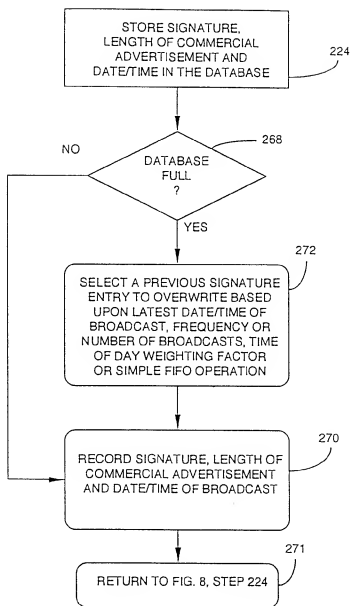 STORE SIGNATURE,
LENGTH OF COMMERCIAL
ADVERTISEMENT AND
DATE/TIME IN THE DATABASE
224
268
NO
DATABASE
FULL
?
YES
272
SELECT A PREVIOUS SIGNATURE
ENTRY TO OVERWRITE BASED
UPON LATEST DATE/TIME
OF BROADCAST, FREQUENCY OR
NUMBER OF BROADCASTS, TIME
OF DAY WEIGHTING FACTOR
OR SIMPLE FIFO OPERATION
270
RECORD SIGNATURE, LENGTH OF
COMMERCIAL ADVERTISEMENT
AND DATE/TIME OF BROADCAST
271
RETURN TO FIG. 8, STEP 224